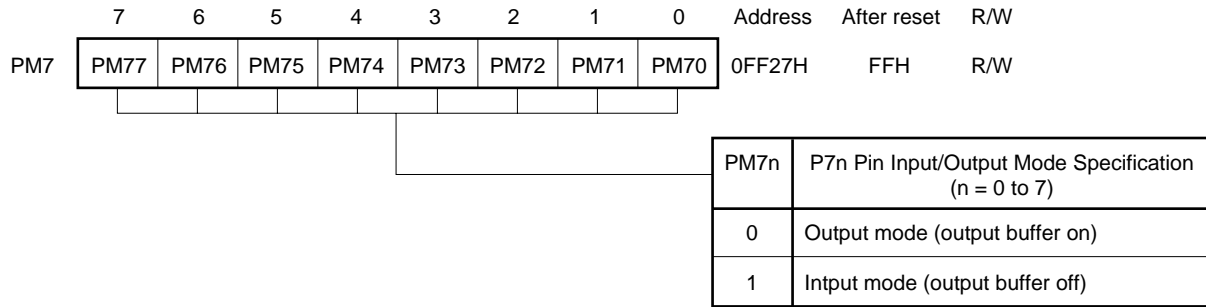 7 6 5 4 3 2 1 0 Address After reset R/W
PM7 PM77 PM76 PM75 PM74 PM73 PM72 PM71 PM70 0FF27H FFH R/W
PM7n P7n Pin Input/Output Mode Specification
(n = 0 to 7)
0 Output mode (output buffer on)
1 Intput mode (output buffer off)